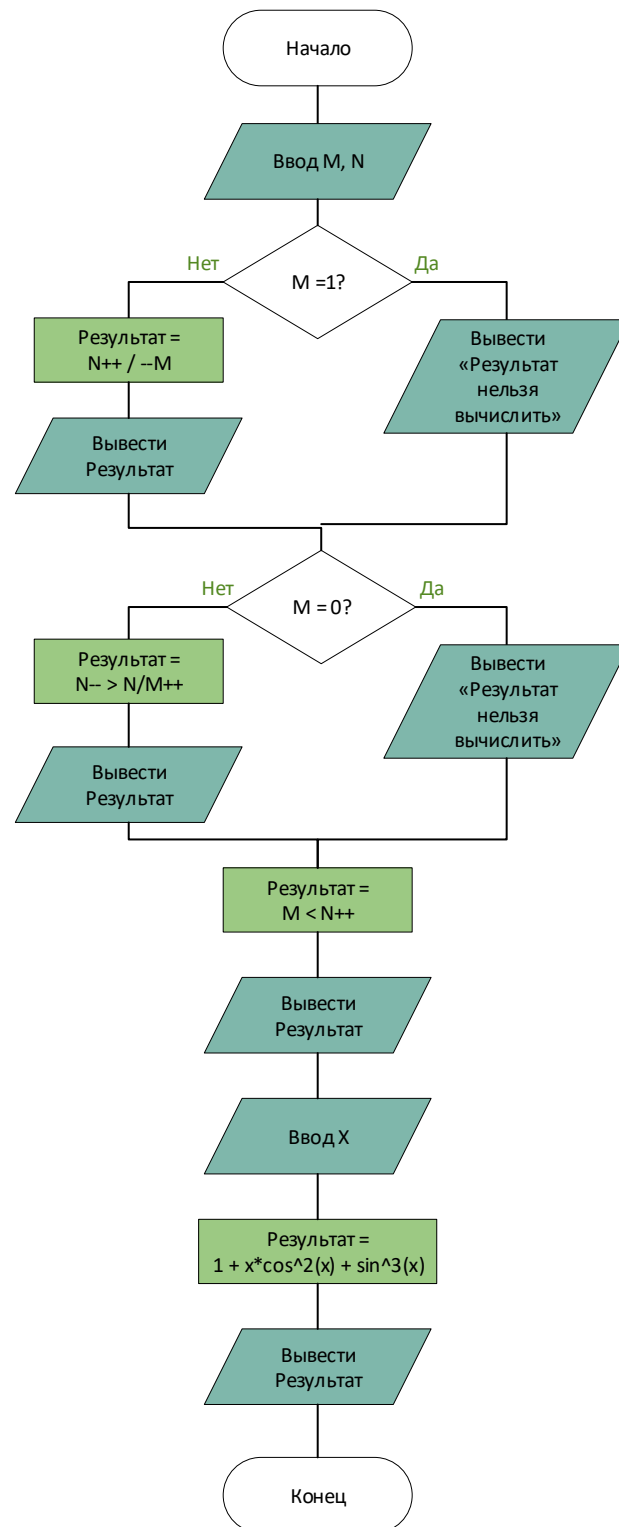 Начало
Ввод M, N
Нет
Да
M =1?
Результат =
N++ / --M
Вывести
«Результат
нельзя
вычислить»
Вывести
Результат
Нет
Да
M = 0?
Результат =
N-- > N/M++
Вывести
«Результат
нельзя
вычислить»
Вывести
Результат
Результат =
M < N++
Вывести
Результат
Ввод X
Результат =
1 + x*cos^2(x) + sin^3(x)
Вывести
Результат
Конец